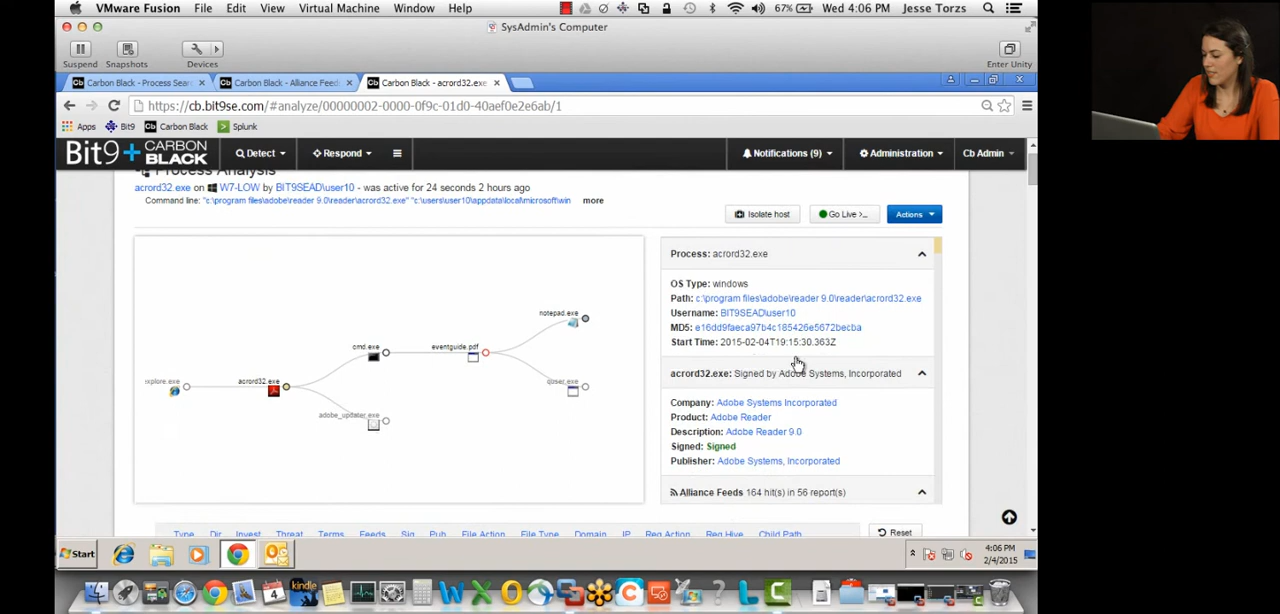 VMware Fusion File Edit View Virtual Machine Window Help 67% Wed 4:06 PM Jesse Torzs
SysAdmin's Computer
Suspend Snapshots Devices Enter Unity
Carbon Black - Process Sear Carbon Black - Alliance Feed Carbon Black - acrord32.exe
https://cb.bit9se.com/#analyze/00000002-0000-0f9c-01d0-40aef0e2e6ab/1
Apps Bit9 Carbon Black Splunk
Bit9 + CARBON BLACK Detect Respond Notifications (9) Administration Cb Admin
Process Analysis
acrord32.exe on W7-LOW by BIT9SEAD\user10 - was active for 24 seconds 2 hours ago
Command line: "c:\program files\adobe\reader 9.0\reader\acrord32.exe" "c:\users\user10\appdata\local\microsoft\win more
Isolate host Go Live >_ Actions
Process: acrord32.exe
OS Type: windows
Path: c:\program files\adobe\reader 9.0\reader\acrord32.exe
Username: BIT9SEAD\user10
MD5: e16dd9faeca97b4c185426e5672becba
Start Time: 2015-02-04T19:15:30.363Z
acrord32.exe: Signed by Adobe Systems, Incorporated
Company: Adobe Systems Incorporated
Product: Adobe Reader
Description: Adobe Reader 9.0
Signed: Signed
Publisher: Adobe Systems, Incorporated
Alliance Feeds 164 hit(s) in 56 report(s)
notepad.exe
cmd.exe eventguide.pdf
iexplore.exe acrord32.exe quser.exe
adobe_updater.exe
Type Dir Invest Threat Terms Feeds Sig Pub File Action File Type Domain IP Reg Action Reg Hive Child Path Reset
Start 4:06 PM
2/4/2015